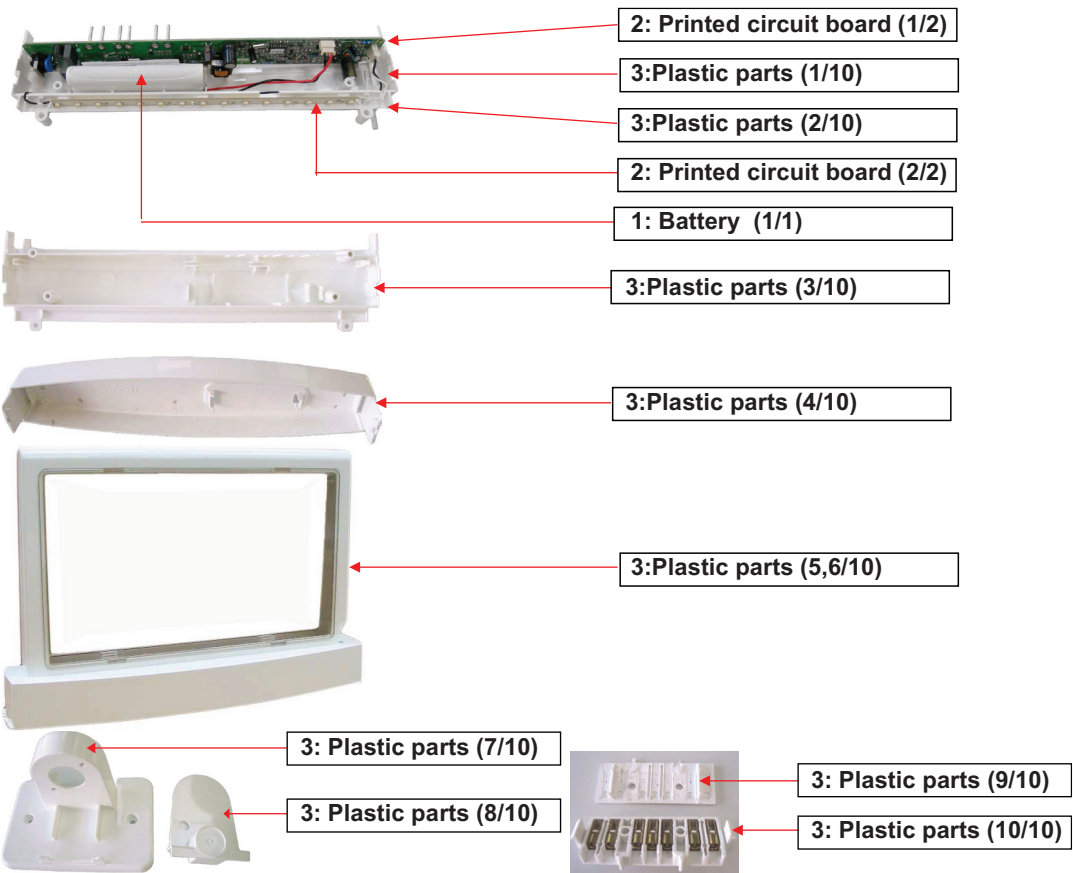 2: Printed circuit board (1/2)
3:Plastic parts (1/10)
3:Plastic parts (2/10)
2: Printed circuit board (2/2)
1: Battery (1/1)
3:Plastic parts (3/10)
3:Plastic parts (4/10)
3:Plastic parts (5,6/10)
3: Plastic parts (7/10)
3: Plastic parts (8/10)
3: Plastic parts (9/10)
3: Plastic parts (10/10)